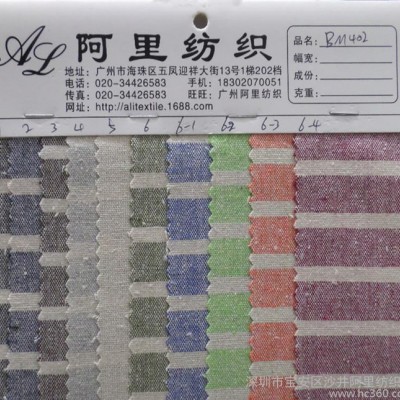 AL 阿里纺织
地址：广州市海珠区五凤迎祥大街13号1梯202档
电话：020-34426583 手机：18302070051
传真：020-34426583 旺旺：广州阿里纺织
网址：http://alitextile.1688.com
品名：BM402
幅宽：
成份：
克重：
2 3 4 5 6 6-1 6-2 6-3 6-4
深圳市宝安区沙井阿里纺织
www.hc360.com